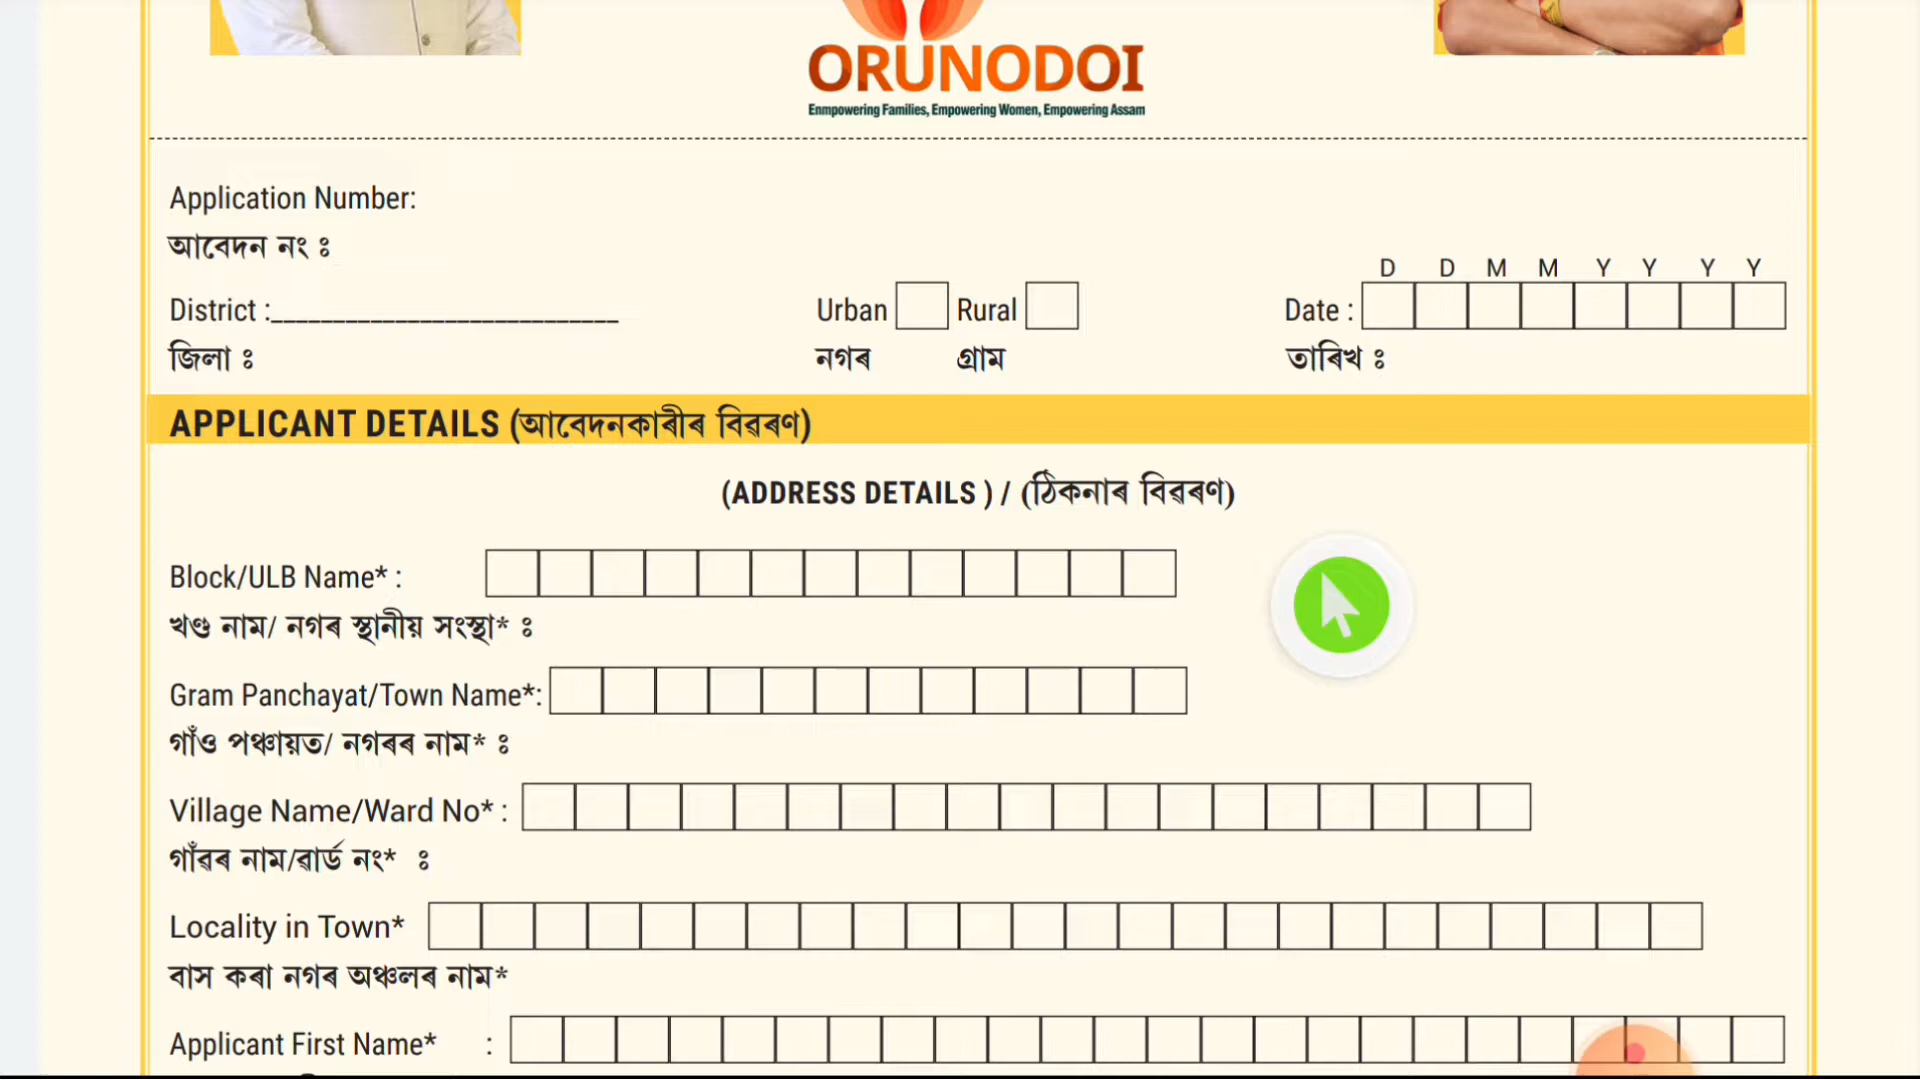 ORUNODOI
Enmpowering Families, Empowering Women, Empowering Assam
Application Number:
আবেদন নং ঃ
D D M M Y Y Y Y
District :____________________________ Urban Rural Date :
জিলা ঃ নগৰ গ্ৰাম তাৰিখ ঃ
APPLICANT DETAILS (আবেদনকাৰীৰ বিৱৰণ)
(ADDRESS DETAILS ) / (ঠিকনাৰ বিৱৰণ)
Block/ULB Name* :
খণ্ড নাম/ নগৰ স্থানীয় সংস্থা* ঃ
Gram Panchayat/Town Name*:
গাঁও পঞ্চায়ত/ নগৰৰ নাম* ঃ
Village Name/Ward No* :
গাঁৱৰ নাম/ৱাৰ্ড নং* ঃ
Locality in Town*
বাস কৰা নগৰ অঞ্চলৰ নাম*
Applicant First Name* :